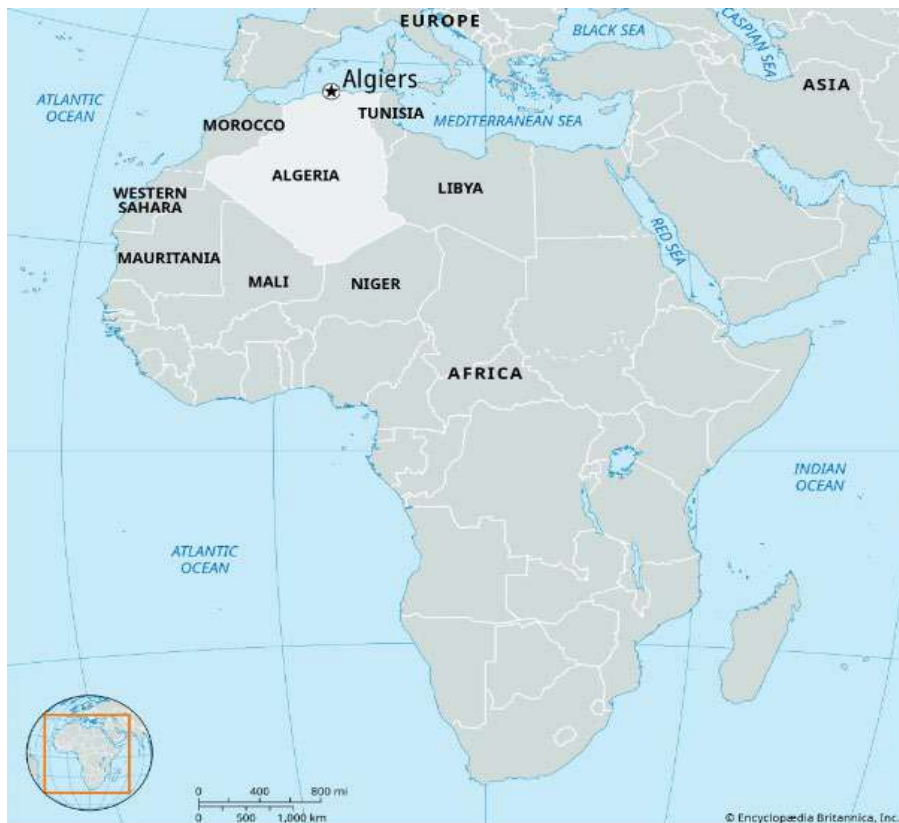 EUROPE
BLACK SEA
CASPIAN SEA
Algiers
ASIA
ATLANTIC
OCEAN
TUNISIA
MEDITERRANEAN SEA
MOROCCO
ALGERIA
LIBYA
WESTERN
SAHARA
RED SEA
MAURITANIA
MALI
NIGER
AFRICA
INDIAN
OCEAN
ATLANTIC
OCEAN
0 400 800 mi
0 500 1,000 km
© Encyclopædia Britannica, Inc.